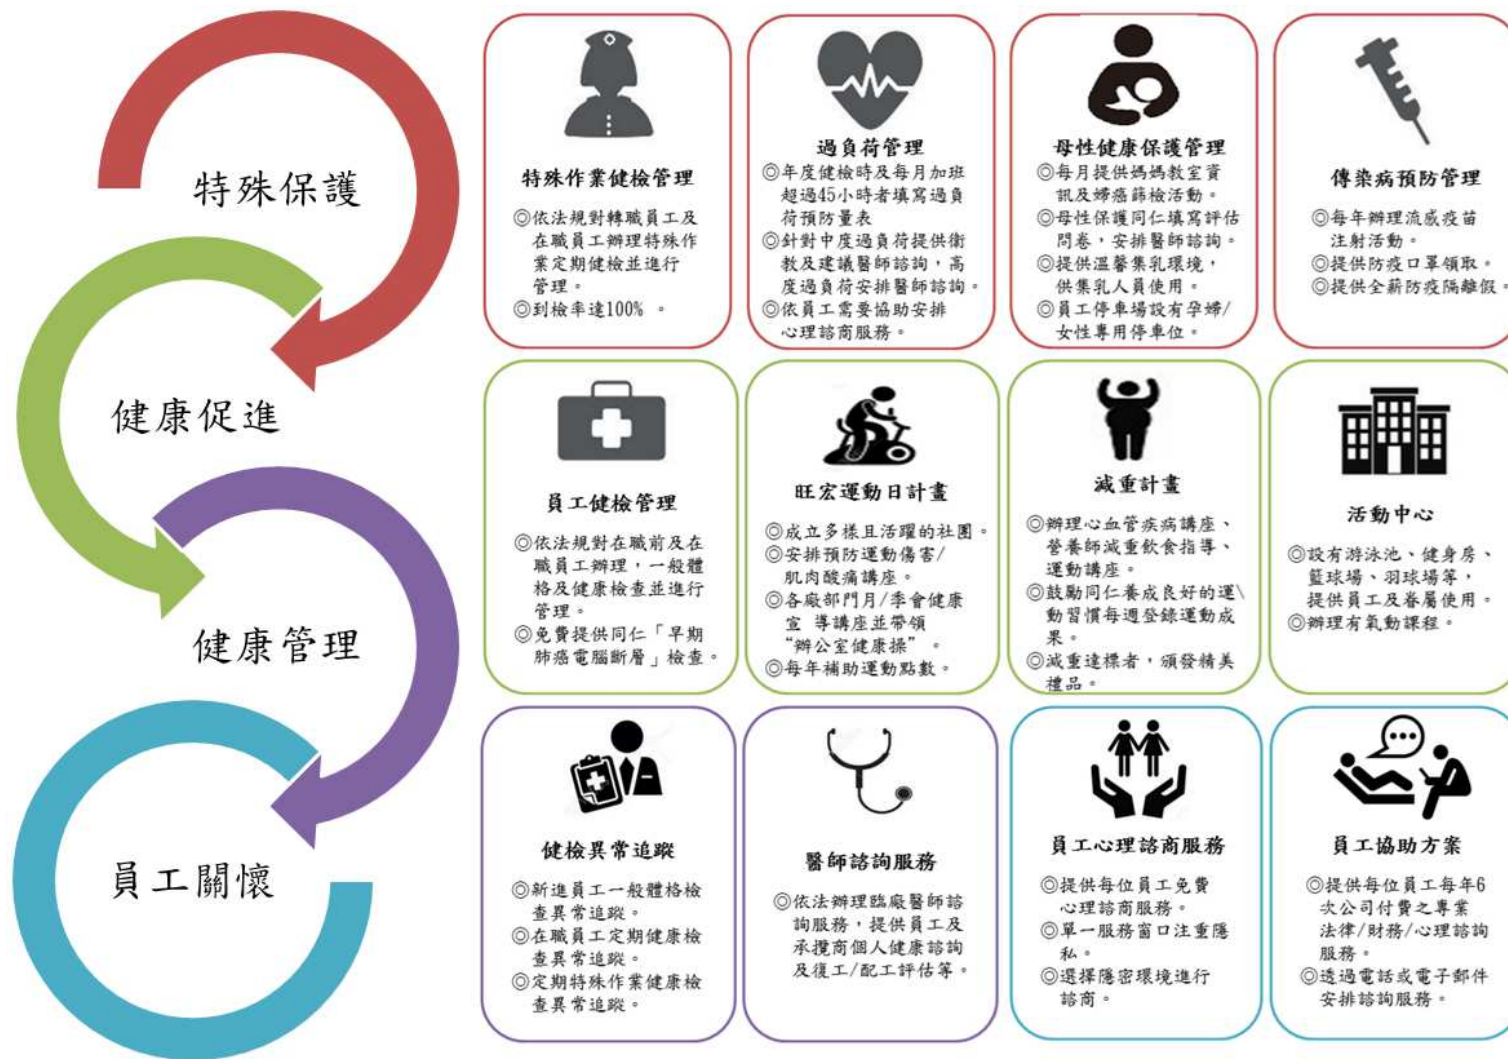 特殊保護
健康促進
健康管理
員工關懷
特殊作業健檢管理
◎依法規對轉職員工及
在職員工辦理特殊作
業定期健檢並進行
管理。
◎到檢率達100% 。
過負荷管理
◎年度健檢時及每月加班
超過45小時者填寫過負
荷預防量表
◎針對中度過負荷提供衛
教及建議醫師諮詢，高
度過負荷安排醫師諮詢。
◎依員工需要協助安排
心理諮商服務。
母性健康保護管理
◎每月提供媽媽教室資
訊及婦癌篩檢活動。
◎母性保護同仁填寫評估
問卷，安排醫師諮詢。
◎提供溫馨集乳環境，
供集乳人員使用。
◎員工停車場設有孕婦/
女性專用停車位。
傳染病預防管理
◎每年辦理流感疫苗
注射活動。
◎提供防疫口罩領取。
◎提供全薪防疫隔離假。
員工健檢管理
◎依法規對在職前及在
職員工辦理，一般體
格及健康檢查並進行
管理。
◎免費提供同仁「早期
肺癌電腦斷層」檢查。
旺宏運動日計畫
◎成立多樣且活躍的社團。
◎安排預防運動傷害/
肌肉酸痛講座。
◎各廠部門月/季會健康
宣 導講座並帶領
“辦公室健康操”。
◎每年補助運動點數。
減重計畫
◎辦理心血管疾病講座、
營養師減重飲食指導、
運動講座。
◎鼓勵同仁養成良好的運\
動習慣每週登錄運動成
果。
◎減重達標者，頒發精美
禮品。
活動中心
◎設有游泳池、健身房、
籃球場、羽球場等，
提供員工及眷屬使用。
◎辦理有氧動課程。
健檢異常追蹤
◎新進員工一般體格檢
查異常追蹤。
◎在職員工定期健康檢
查異常追蹤。
◎定期特殊作業健康檢
查異常追蹤。
醫師諮詢服務
◎依法辦理臨廠醫師諮
詢服務，提供員工及
承攬商個人健康諮詢
及復工/配工評估等。
員工心理諮商服務
◎提供每位員工免費
心理諮商服務。
◎單一服務窗口注重隱
私。
◎選擇隱密環境進行
諮商。
員工協助方案
◎提供每位員工每年6
次公司付費之專業
法律/財務/心理諮詢
服務。
◎透過電話或電子郵件
安排諮詢服務。